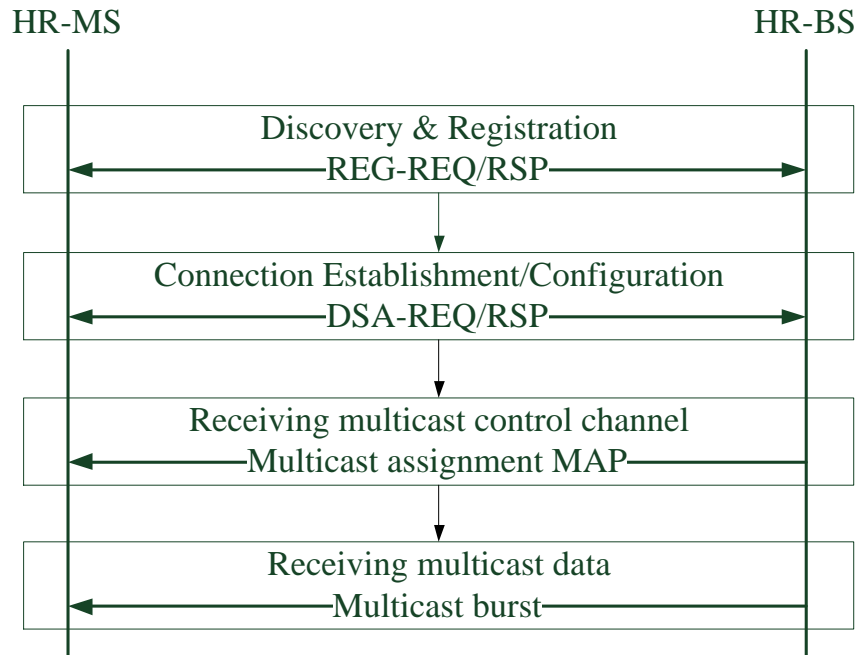 HR-MS
HR-BS
Discovery & Registration
REG-REQ/RSP
Connection Establishment/Configuration
DSA-REQ/RSP
Receiving multicast control channel
Multicast assignment MAP
Receiving multicast data
Multicast burst